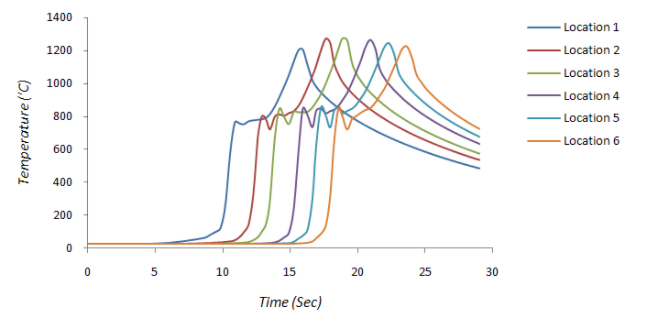 1400
1200
1000
800
600
400
200
0
Temperature (°C)
0 5 10 15 20 25 30
Time (Sec)
Location 1
Location 2
Location 3
Location 4
Location 5
Location 6